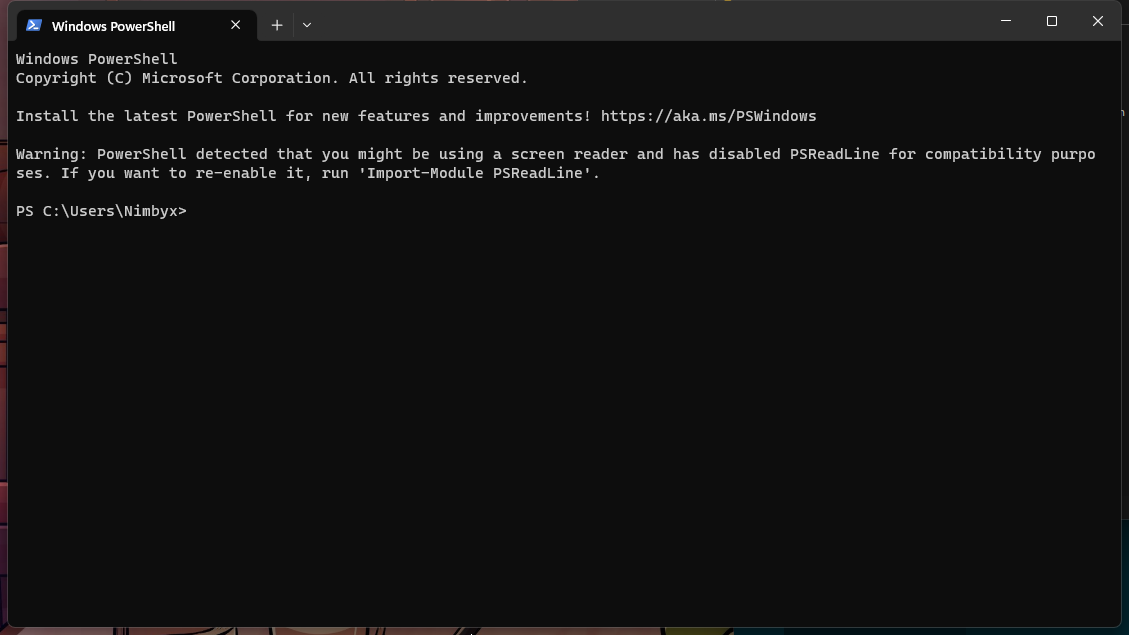 Windows PowerShell
Windows PowerShell
Copyright (C) Microsoft Corporation. All rights reserved.
Install the latest PowerShell for new features and improvements! https://aka.ms/PSWindows
Warning: PowerShell detected that you might be using a screen reader and has disabled PSReadLine for compatibility purpo
ses. If you want to re-enable it, run 'Import-Module PSReadLine'.
PS C:\Users\Nimbyx>